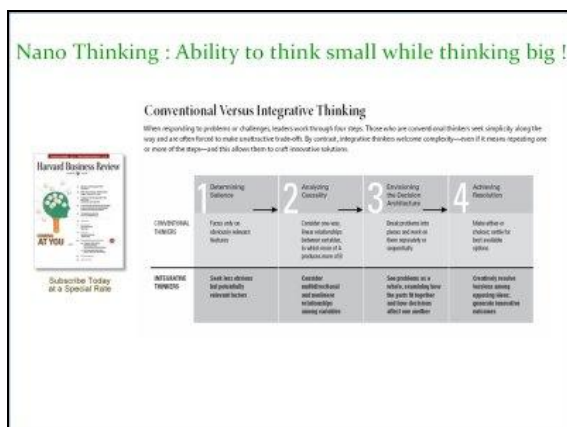 Nano Thinking : Ability to think small while thinking big !
Conventional Versus Integrative Thinking
When responding to problems or challenges, leaders work through four steps. Those who are conventional thinkers seek simplicity along the
way and are often forced to make unattractive trade-offs. By contrast, integrative thinkers welcome complexity—even if it means repeating one
or more of the steps—and this allows them to craft innovative solutions.
Harvard Business Review
AT YOU
Subscribe Today
at a Special Rate
1 Determining
Salience
2 Analyzing
Causality
3 Envisioning
the Decision
Architecture
4 Achieving
Resolution
CONVENTIONAL
THINKERS
Focus only on
obviously relevant
features
Consider one-way,
linear relationships
between variables,
in which more of A
produces more of B
Break problems into
pieces and work on
them separately or
sequentially
Make either-or
choices; settle for
best available
options
INTEGRATIVE
THINKERS
Seek less obvious
but potentially
relevant factors
Consider
multidirectional
and nonlinear
relationships
among variables
See problems as a
whole, examining how
the parts fit together
and how decisions
affect one another
Creatively resolve
tensions among
opposing ideas;
generate innovative
outcomes